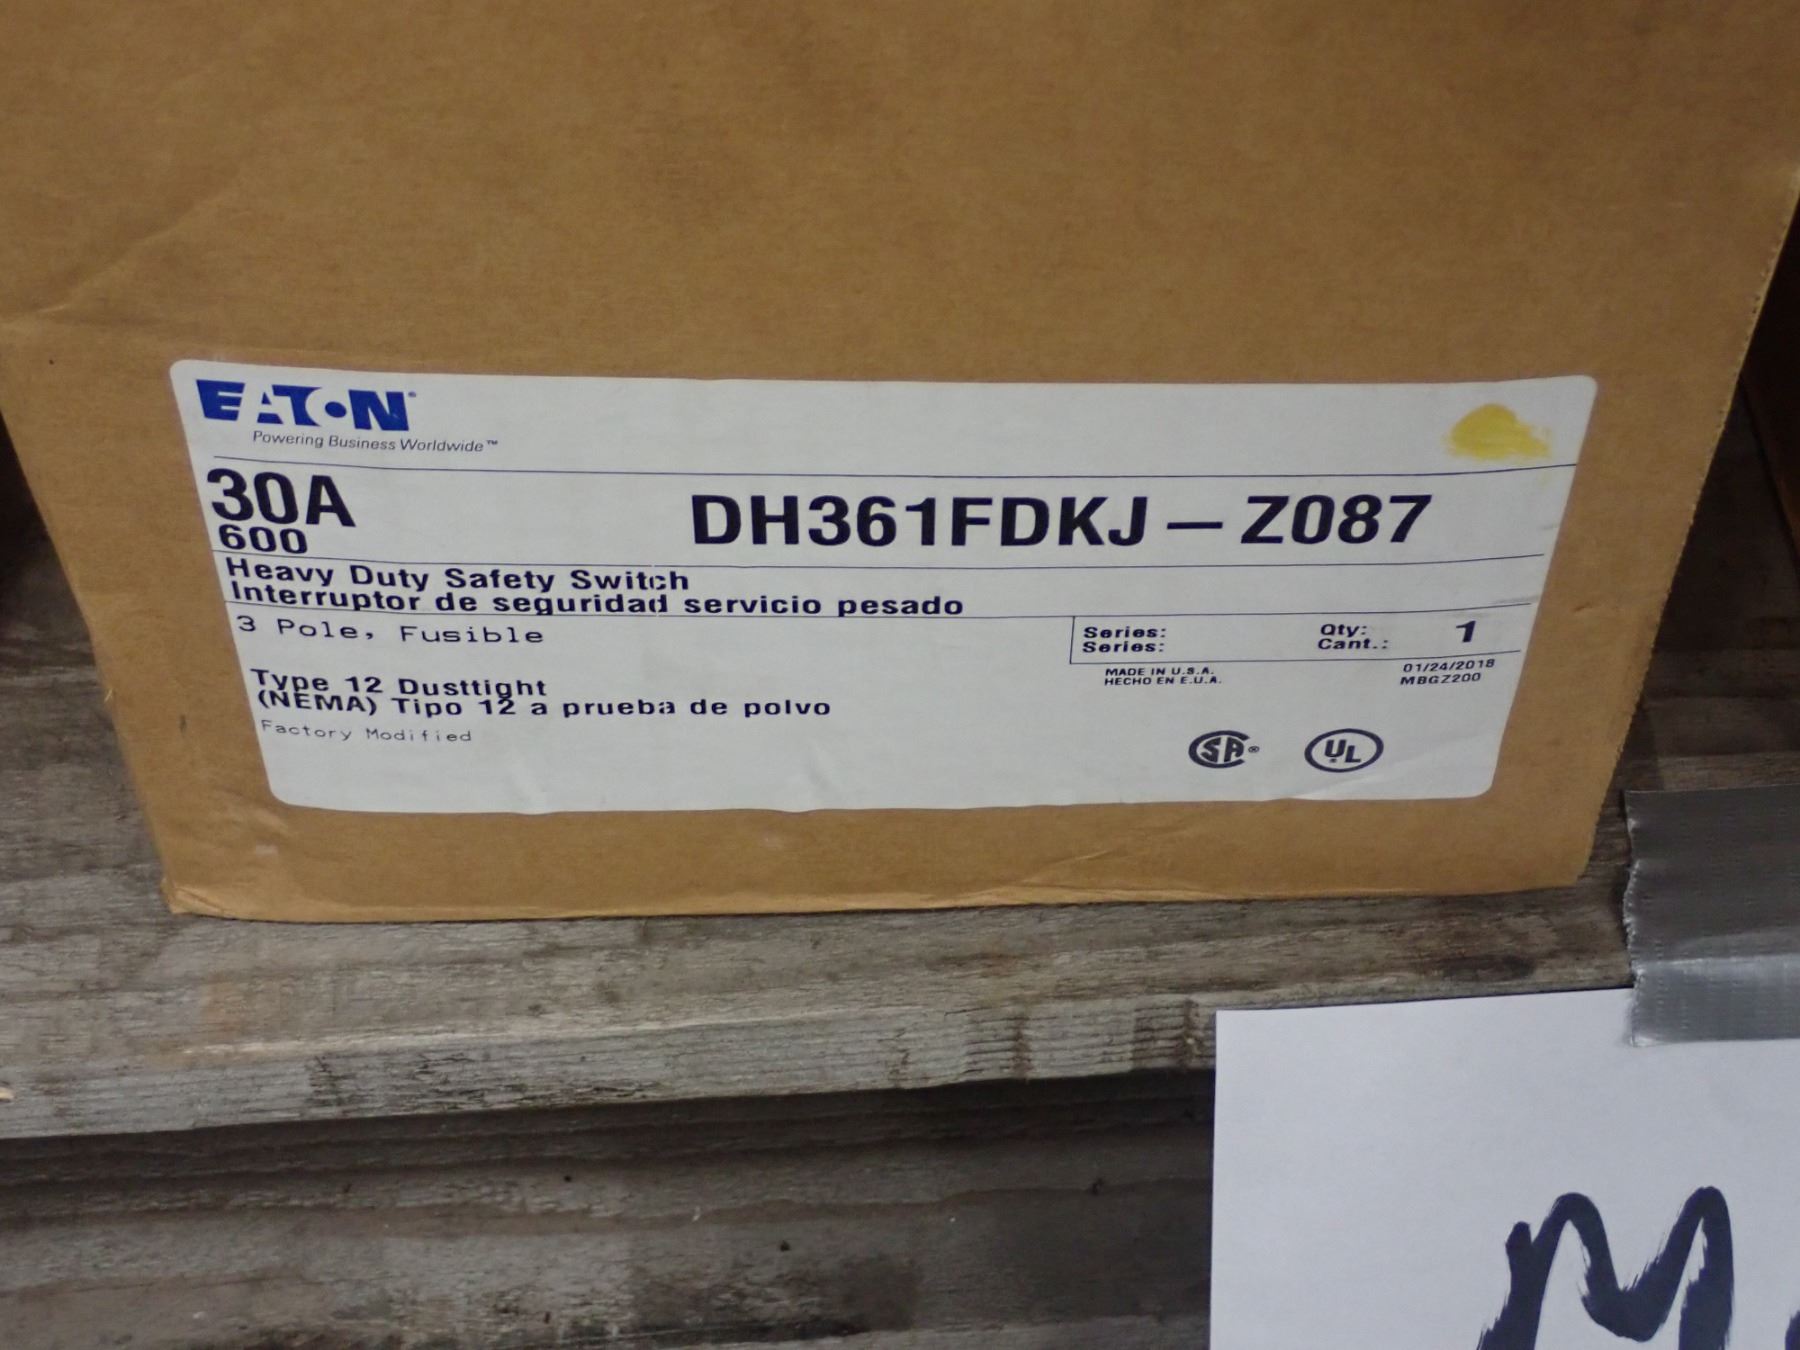 EATON®
Powering Business Worldwide™
30A
600
DH361FDKJ-Z087
Heavy Duty Safety Switch
Interruptor de seguridad servicio pesado
3 Pole, Fusible
Series:
Series:
Qty:
Cant.:
1
MADE IN U.S.A.
HECHO EN E.U.A.
01/24/2018
MBGZ200
Type 12 Dusttight
(NEMA) Tipo 12 a prueba de polvo
Factory Modified
SA®
UL
M